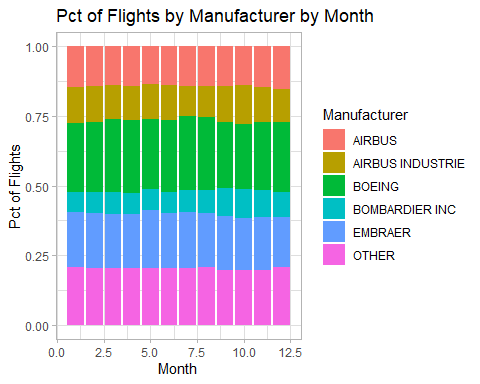 Pct of Flights by Manufacturer by Month
1.00
0.75
0.50
0.25
0.00
Pct of Flights
0.0
2.5
5.0
7.5
10.0
12.5
Month
Manufacturer
AIRBUS
AIRBUS INDUSTRIE
BOEING
BOMBARDIER INC
EMBRAER
OTHER